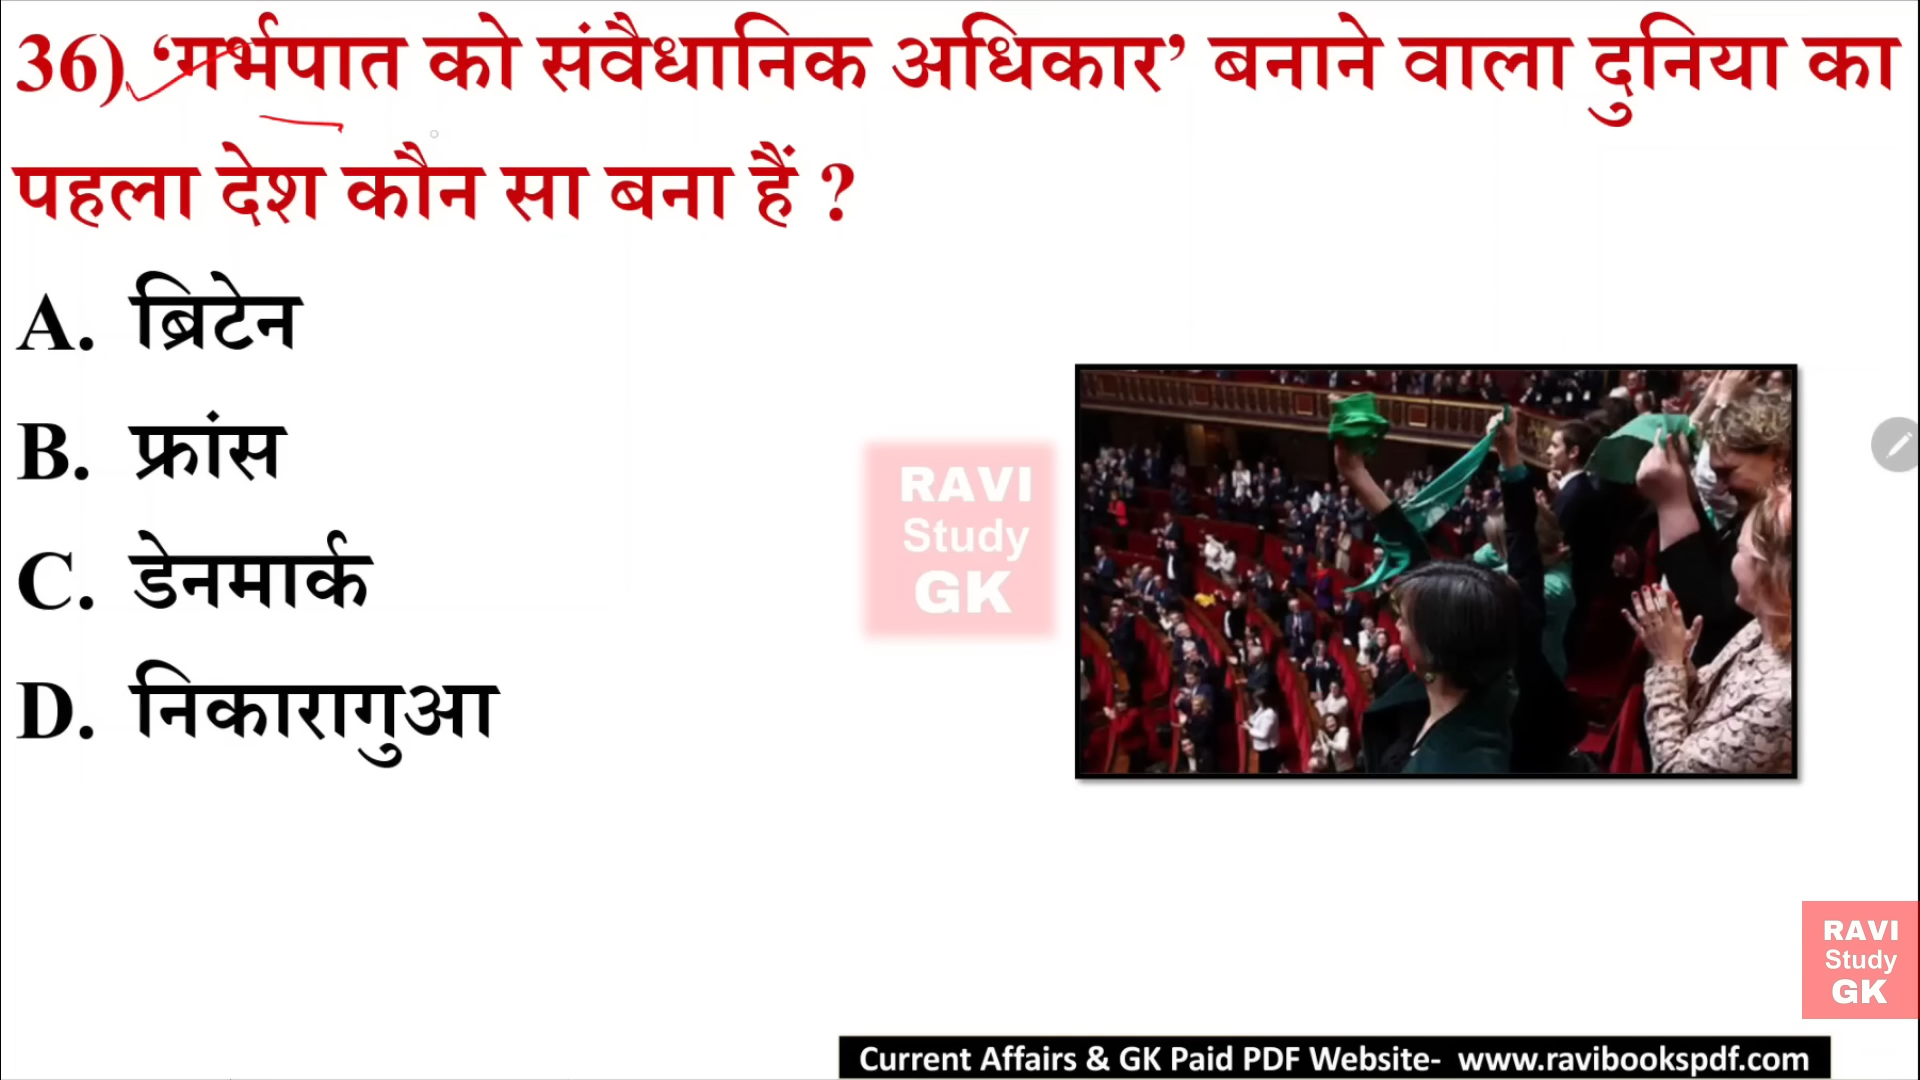 36) ‘गर्भपात को संवैधानिक अधिकार’ बनाने वाला दुनिया का
पहला देश कौन सा बना हैं ?
A. ब्रिटेन
B. फ्रांस
C. डेनमार्क
D. निकारागुआ
RAVI
Study
GK
RAVI
Study
GK
Current Affairs & GK Paid PDF Website- www.ravibookspdf.com